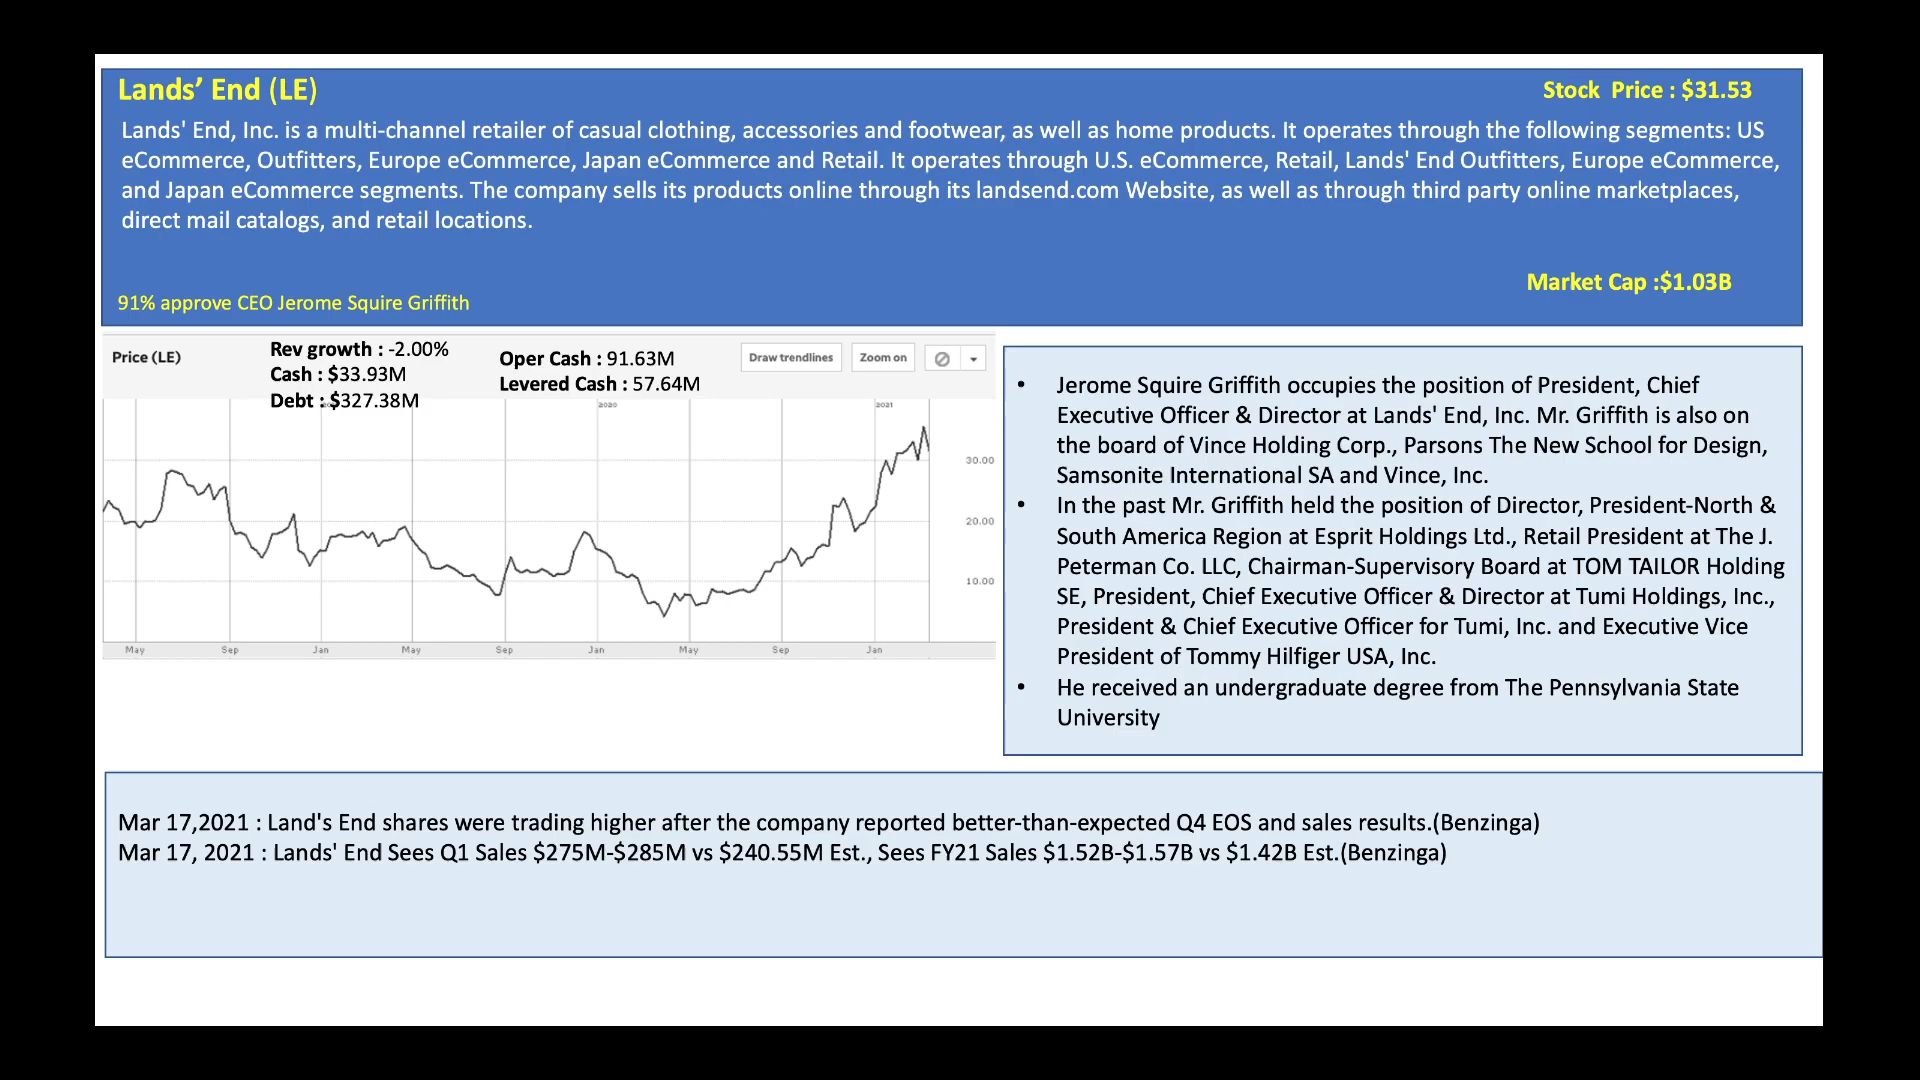 Lands’ End (LE)
Stock Price : $31.53
Lands' End, Inc. is a multi-channel retailer of casual clothing, accessories and footwear, as well as home products. It operates through the following segments: US
eCommerce, Outfitters, Europe eCommerce, Japan eCommerce and Retail. It operates through U.S. eCommerce, Retail, Lands' End Outfitters, Europe eCommerce,
and Japan eCommerce segments. The company sells its products online through its landsend.com Website, as well as through third party online marketplaces,
direct mail catalogs, and retail locations.
Market Cap :$1.03B
91% approve CEO Jerome Squire Griffith
Price (LE)
Rev growth : -2.00%
Cash : $33.93M
Debt : $327.38M
Oper Cash : 91.63M
Levered Cash : 57.64M
Draw trendlines
Zoom on
2020
2021
30.00
20.00
10.00
May Sep Jan May Sep Jan May Sep Jan
• Jerome Squire Griffith occupies the position of President, Chief
Executive Officer & Director at Lands' End, Inc. Mr. Griffith is also on
the board of Vince Holding Corp., Parsons The New School for Design,
Samsonite International SA and Vince, Inc.
• In the past Mr. Griffith held the position of Director, President-North &
South America Region at Esprit Holdings Ltd., Retail President at The J.
Peterman Co. LLC, Chairman-Supervisory Board at TOM TAILOR Holding
SE, President, Chief Executive Officer & Director at Tumi Holdings, Inc.,
President & Chief Executive Officer for Tumi, Inc. and Executive Vice
President of Tommy Hilfiger USA, Inc.
• He received an undergraduate degree from The Pennsylvania State
University
Mar 17,2021 : Land's End shares were trading higher after the company reported better-than-expected Q4 EOS and sales results.(Benzinga)
Mar 17, 2021 : Lands' End Sees Q1 Sales $275M-$285M vs $240.55M Est., Sees FY21 Sales $1.52B-$1.57B vs $1.42B Est.(Benzinga)